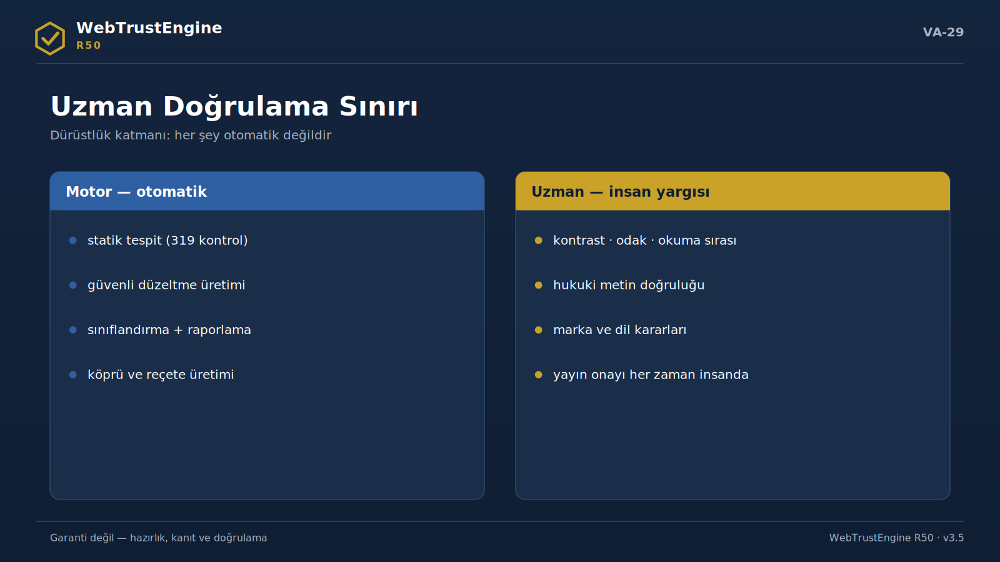 WebTrustEngine
R50
VA-29
Uzman Doğrulama Sınırı
Dürüstlük katmanı: her şey otomatik değildir
Motor — otomatik
statik tespit (319 kontrol)
güvenli düzeltme üretimi
sınıflandırma + raporlama
köprü ve reçete üretimi
Uzman — insan yargısı
kontrast · odak · okuma sırası
hukuki metin doğruluğu
marka ve dil kararları
yayın onayı her zaman insanda
Garanti değil — hazırlık, kanıt ve doğrulama
WebTrustEngine R50 · v3.5